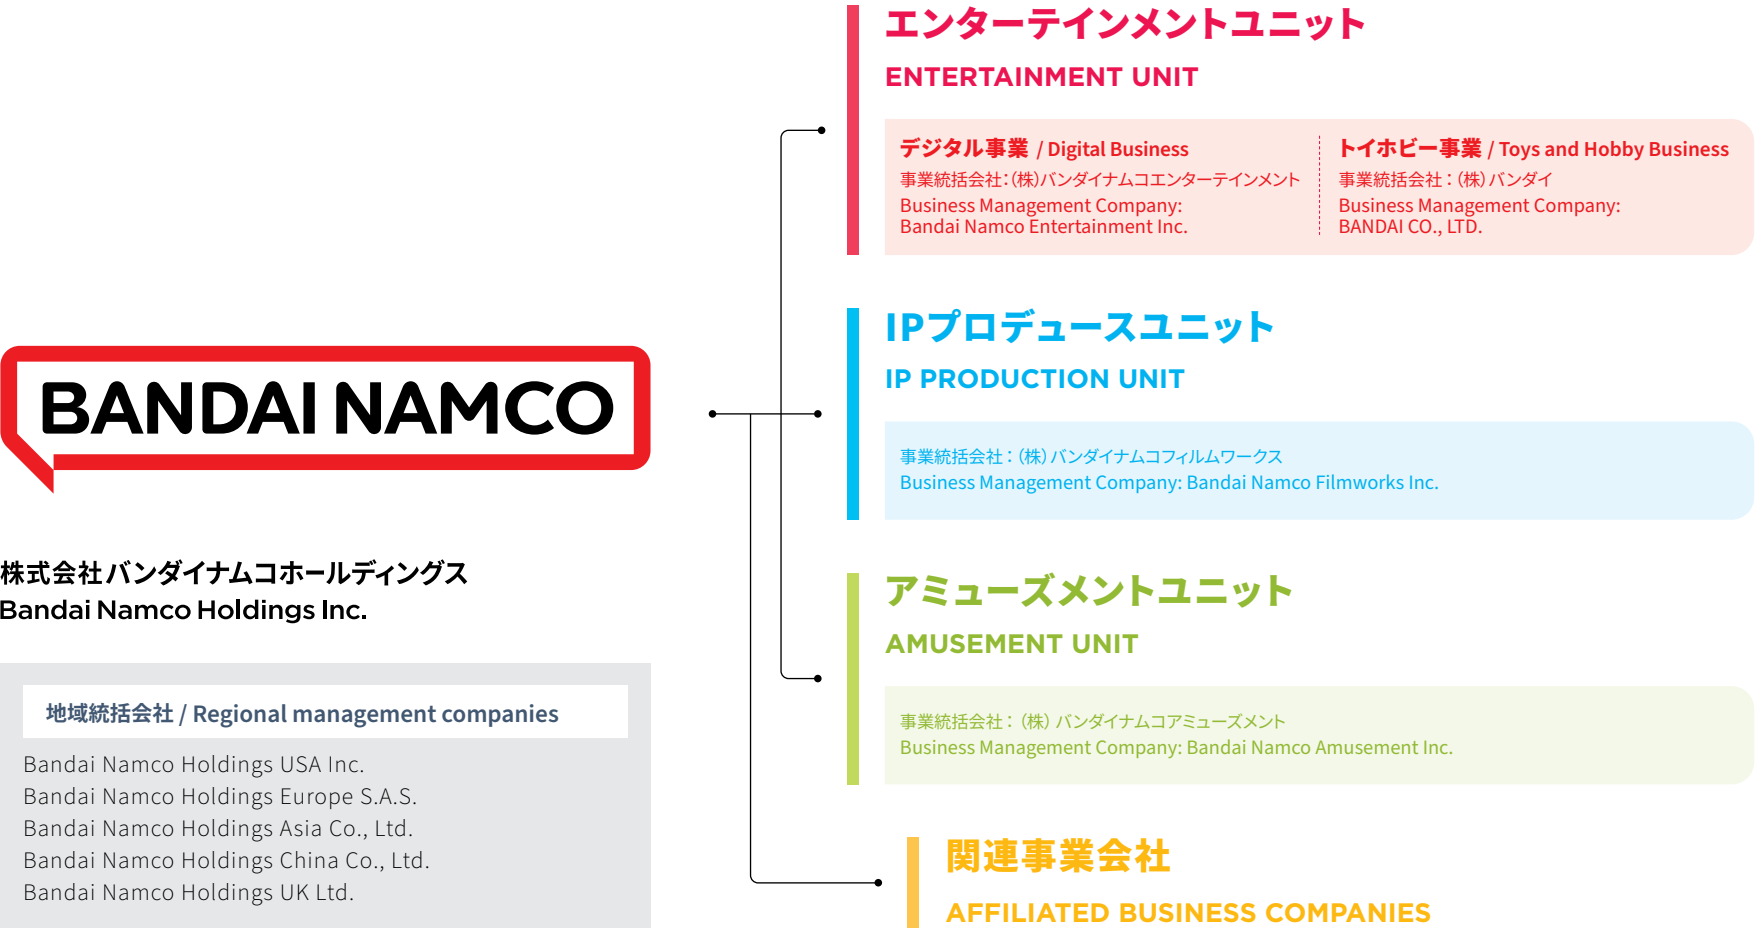 BANDAI NAMCO
株式会社バンダイナムコホールディングス
Bandai Namco Holdings Inc.
地域統括会社 / Regional management companies
Bandai Namco Holdings USA Inc.
Bandai Namco Holdings Europe S.A.S.
Bandai Namco Holdings Asia Co., Ltd.
Bandai Namco Holdings China Co., Ltd.
Bandai Namco Holdings UK Ltd.
エンターテインメントユニット
ENTERTAINMENT UNIT
デジタル事業 / Digital Business
事業統括会社：（株）バンダイナムコエンターテインメント
Business Management Company:
Bandai Namco Entertainment Inc.
トイホビー事業 / Toys and Hobby Business
事業統括会社：（株）バンダイ
Business Management Company:
BANDAI CO., LTD.
IPプロデュースユニット
IP PRODUCTION UNIT
事業統括会社：（株）バンダイナムコフィルムワークス
Business Management Company: Bandai Namco Filmworks Inc.
アミューズメントユニット
AMUSEMENT UNIT
事業統括会社：（株）バンダイナムコアミューズメント
Business Management Company: Bandai Namco Amusement Inc.
関連事業会社
AFFILIATED BUSINESS COMPANIES